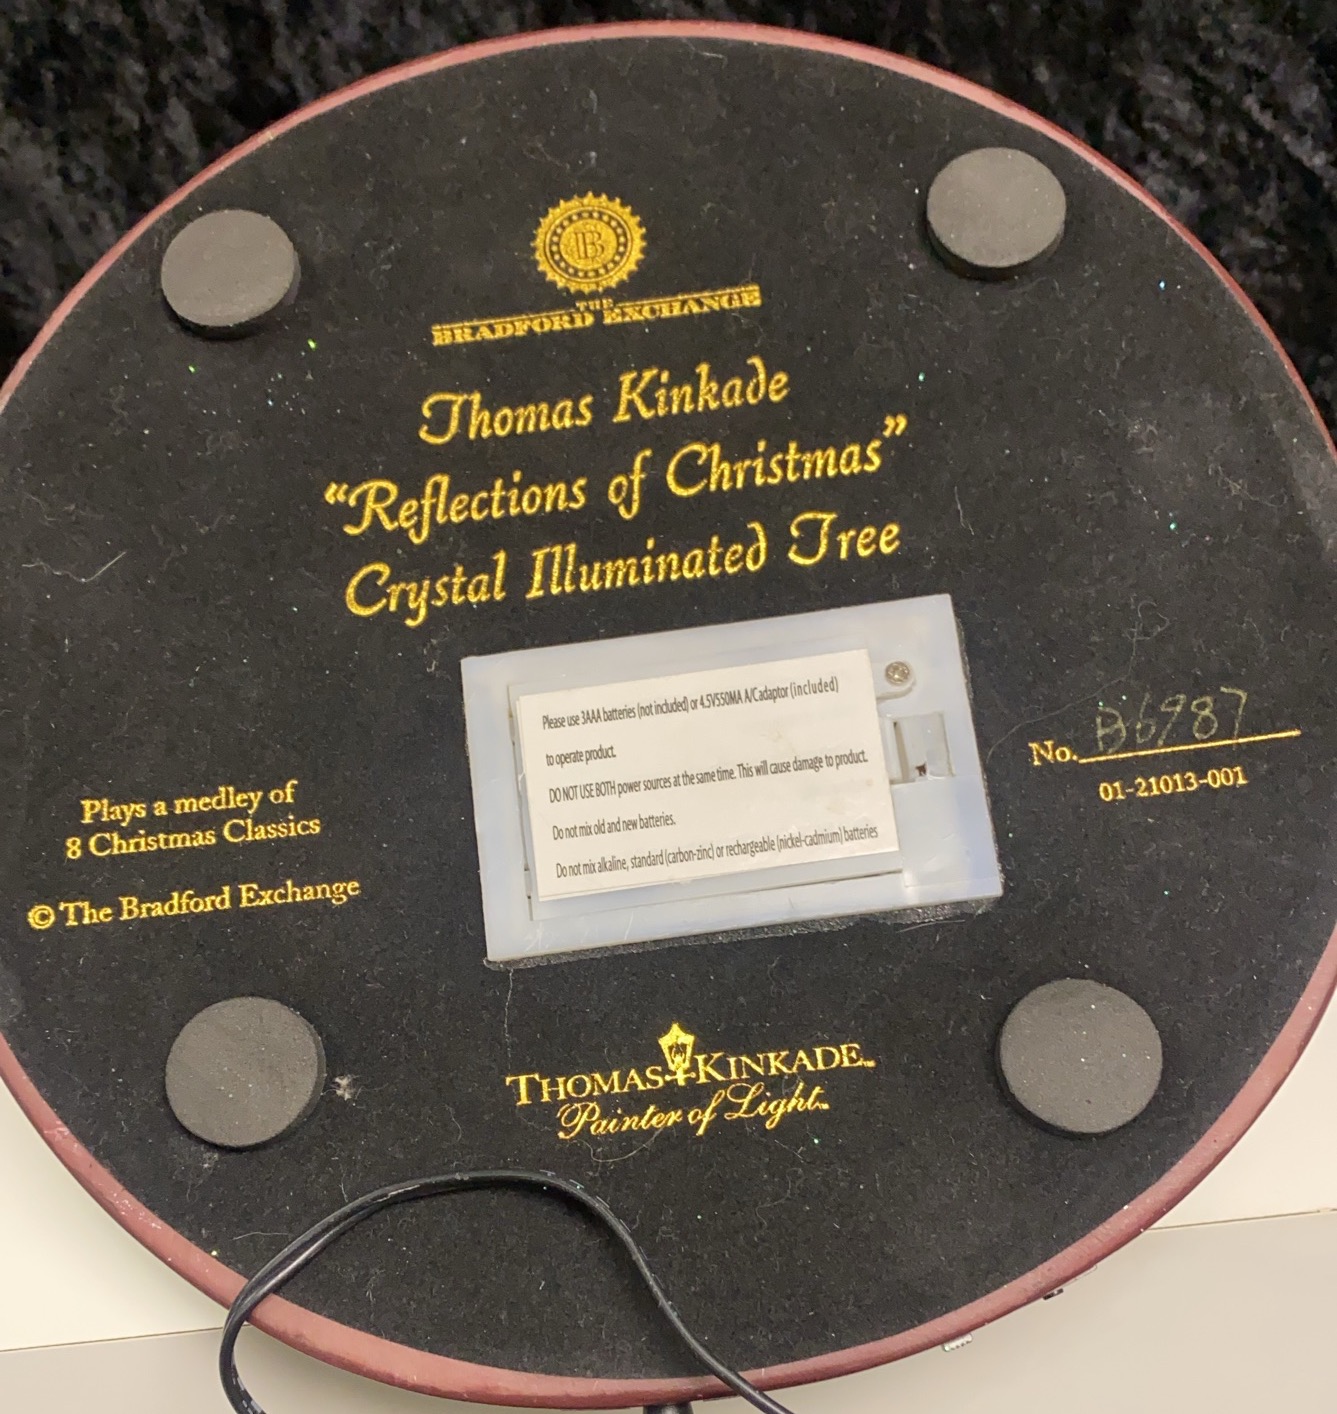 B
THE
BRADFORD EXCHANGE
Thomas Kinkade
“Reflections of Christmas”
Crystal Illuminated Tree
Please use 3AAA batteries (not included) or 4.5V550MA A/C adaptor (included)
to operate product.
DO NOT USE BOTH power sources at the same time. This will cause damage to product.
Do not mix old and new batteries.
Do not mix alkaline, standard (carbon-zinc) or rechargeable (nickel-cadmium) batteries
No. B6987
01-21013-001
Plays a medley of
8 Christmas Classics
© The Bradford Exchange
THOMAS KINKADE™
Painter of Light™